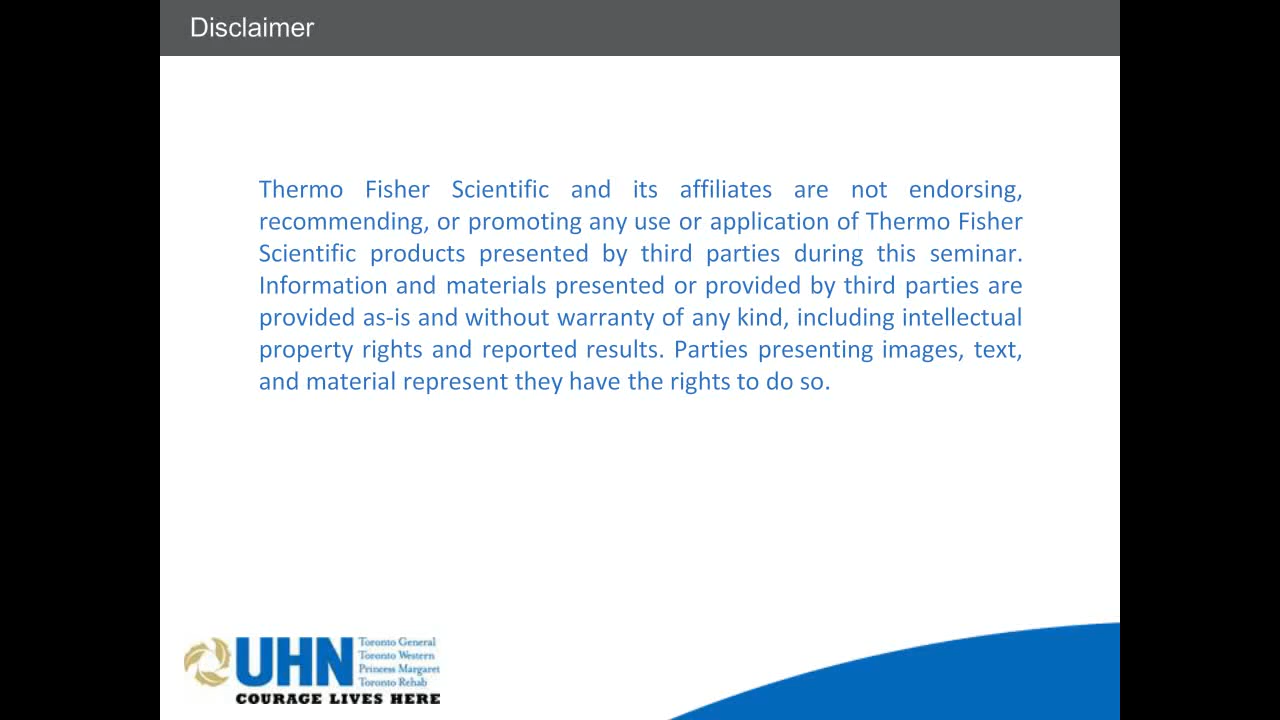 Disclaimer
Thermo Fisher Scientific and its affiliates are not endorsing,
recommending, or promoting any use or application of Thermo Fisher
Scientific products presented by third parties during this seminar.
Information and materials presented or provided by third parties are
provided as-is and without warranty of any kind, including intellectual
property rights and reported results. Parties presenting images, text,
and material represent they have the rights to do so.
UHN
Toronto General
Toronto Western
Princess Margaret
Toronto Rehab
COURAGE LIVES HERE